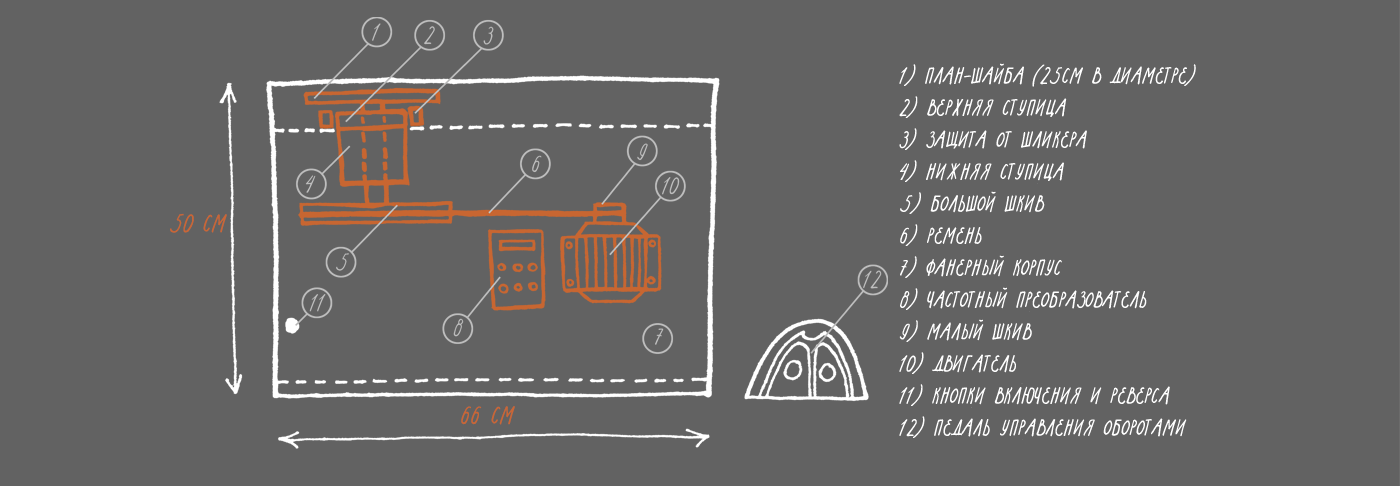 1
2
3
4
5
6
7
8
9
10
11
12
50 СМ
66 СМ
1) ПЛАН-ШАЙБА (25СМ В ДИАМЕТРЕ)
2) ВЕРХНЯЯ СТУПИЦА
3) ЗАЩИТА ОТ ШЛИКЕРА
4) НИЖНЯЯ СТУПИЦА
5) БОЛЬШОЙ ШКИВ
6) РЕМЕНЬ
7) ФАНЕРНЫЙ КОРПУС
8) ЧАСТОТНЫЙ ПРЕОБРАЗОВАТЕЛЬ
9) МАЛЫЙ ШКИВ
10) ДВИГАТЕЛЬ
11) КНОПКИ ВКЛЮЧЕНИЯ И РЕВЕРСА
12) ПЕДАЛЬ УПРАВЛЕНИЯ ОБОРОТАМИ